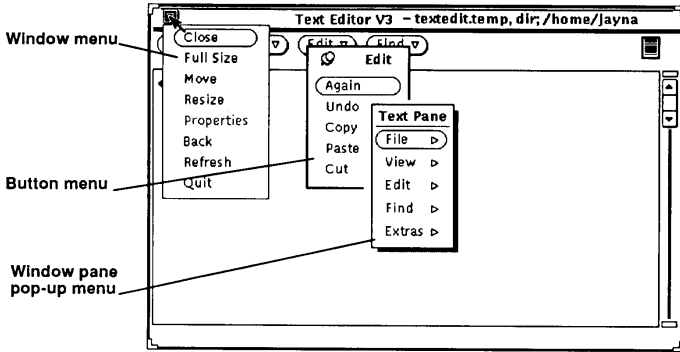 Text Editor V3 – textedit.temp, dir; /home/jayna
Window menu
Close
Full Size
Move
Resize
Properties
Back
Refresh
Quit
Edit
Find
Edit
Again
Undo
Copy
Paste
Cut
Text Pane
File
View
Edit
Find
Extras
Button menu
Window pane
pop-up menu